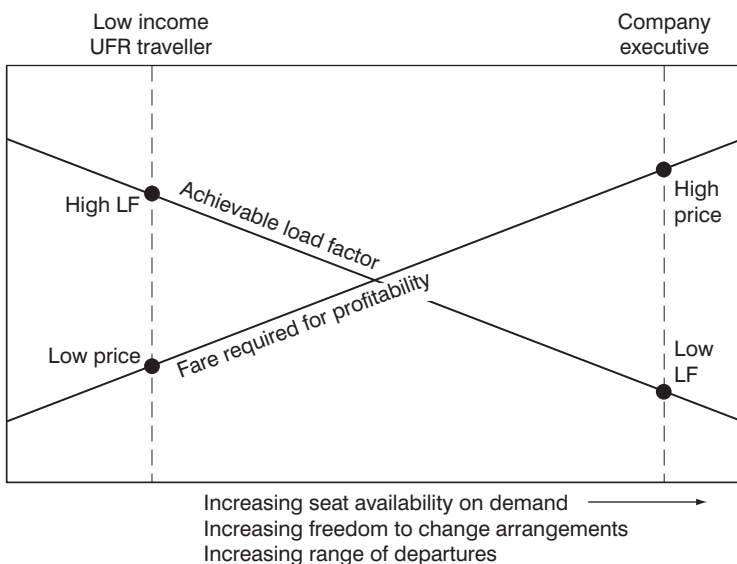 Low income
UFR traveller
Company
executive
High LF
Achievable load factor
High
price
Low price
Fare required for profitability
Low
LF
Increasing seat availability on demand
Increasing freedom to change arrangements
Increasing range of departures